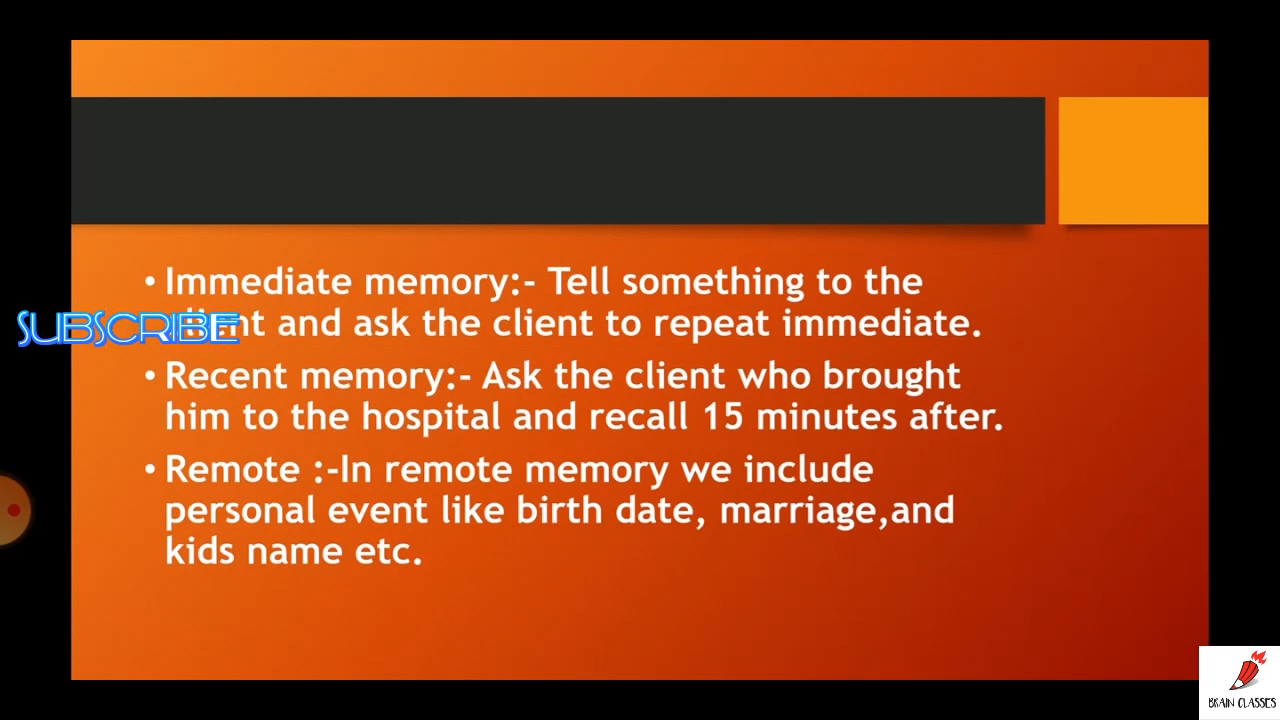 • Immediate memory:- Tell something to the
client and ask the client to repeat immediate.
SUBSCRIBE
• Recent memory:- Ask the client who brought
him to the hospital and recall 15 minutes after.
• Remote :-In remote memory we include
personal event like birth date, marriage,and
kids name etc.
BRAIN CLASSES